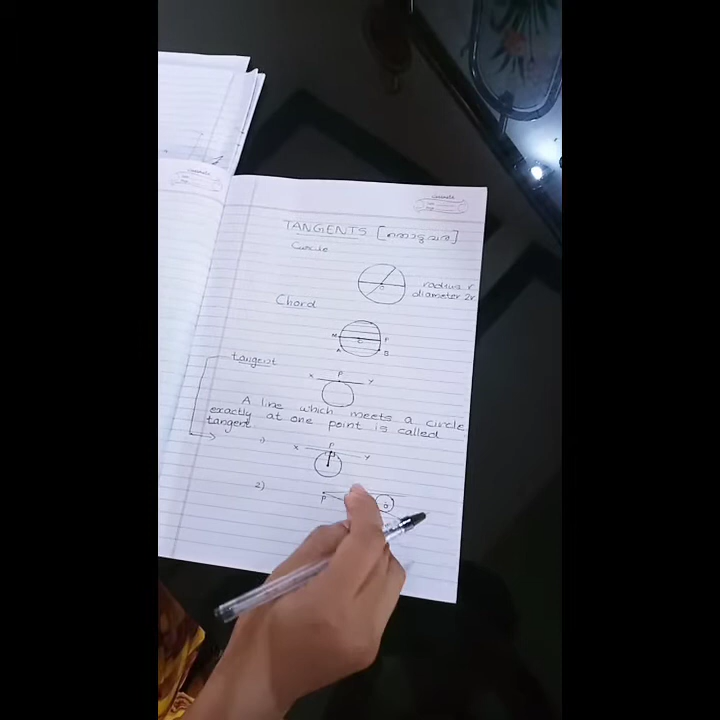 TANGENTS [തൊടുവര]
Circle
O
radius r
diameter 2r
Chord
M P
A B
tangent
X P Y
A line which meets a circle
exactly at one point is called
tangent
1) X P Y
2)
P O